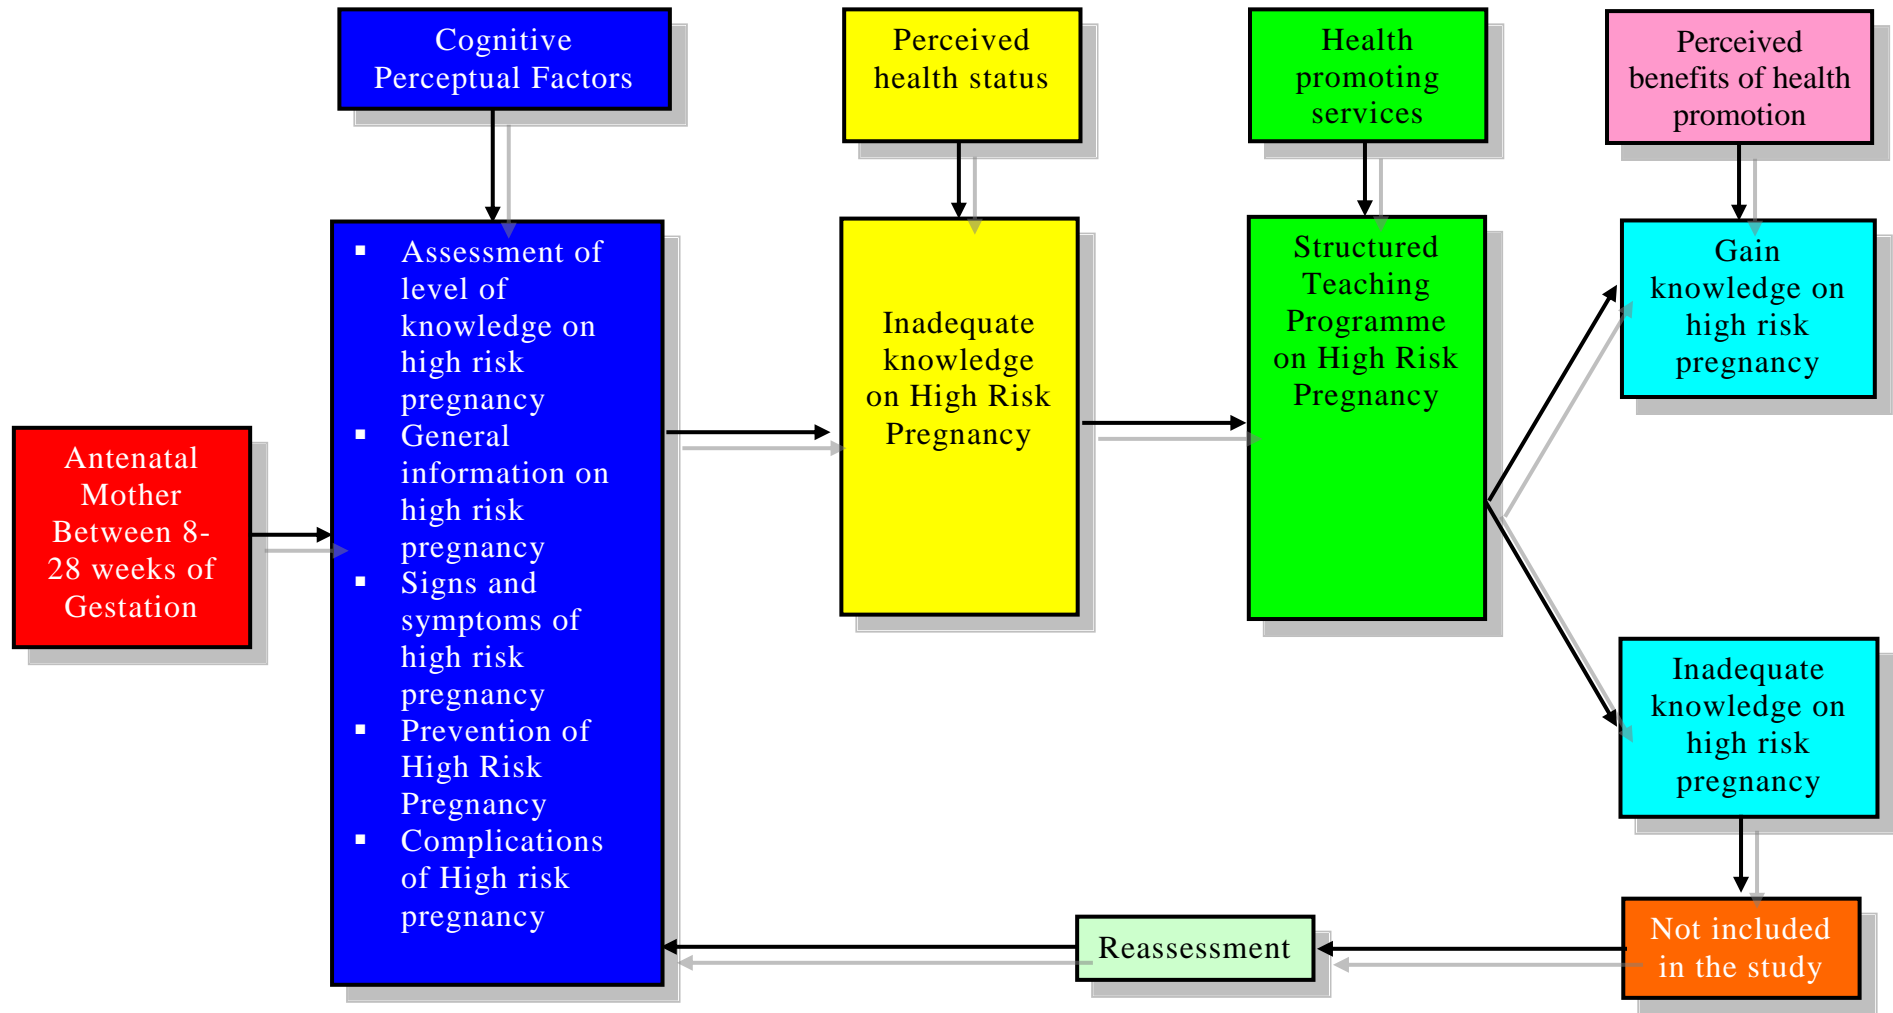 Cognitive
Perceptual Factors
Perceived
health status
Health
promoting
services
Perceived
benefits of health
promotion
Antenatal
Mother
Between 8-
28 weeks of
Gestation
▪ Assessment of
level of
knowledge on
high risk
pregnancy
▪ General
information on
high risk
pregnancy
▪ Signs and
symptoms of
high risk
pregnancy
▪ Prevention of
High Risk
Pregnancy
▪ Complications
of High risk
pregnancy
Inadequate
knowledge
on High Risk
Pregnancy
Structured
Teaching
Programme
on High Risk
Pregnancy
Gain
knowledge on
high risk
pregnancy
Inadequate
knowledge on
high risk
pregnancy
Not included
in the study
Reassessment